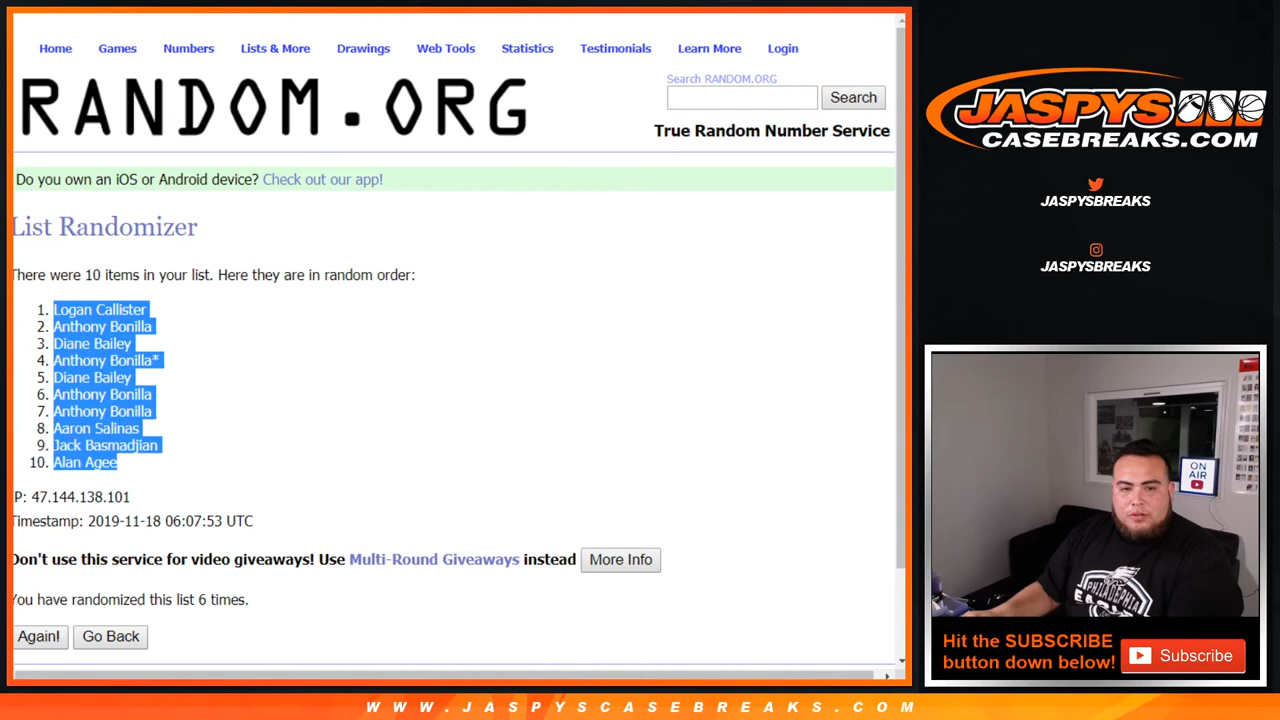 Home Games Numbers Lists & More Drawings Web Tools Statistics Testimonials Learn More Login
RANDOM.ORG
Search RANDOM.ORG
Search
True Random Number Service
Do you own an iOS or Android device? Check out our app!
List Randomizer
There were 10 items in your list. Here they are in random order:
1. Logan Callister
2. Anthony Bonilla
3. Diane Bailey
4. Anthony Bonilla*
5. Diane Bailey
6. Anthony Bonilla
7. Anthony Bonilla
8. Aaron Salinas
9. Jack Basmadjian
10. Alan Agee
IP: 47.144.138.101
Timestamp: 2019-11-18 06:07:53 UTC
Don't use this service for video giveaways! Use Multi-Round Giveaways instead More Info
You have randomized this list 6 times.
Again! Go Back
JASPYS
CASEBREAKS.COM
JASPYSBREAKS
JASPYSBREAKS
ON
AIR
PHILADELPHIA
Hit the SUBSCRIBE
button down below!
Subscribe
WWW.JASPYSCASEBREAKS.COM